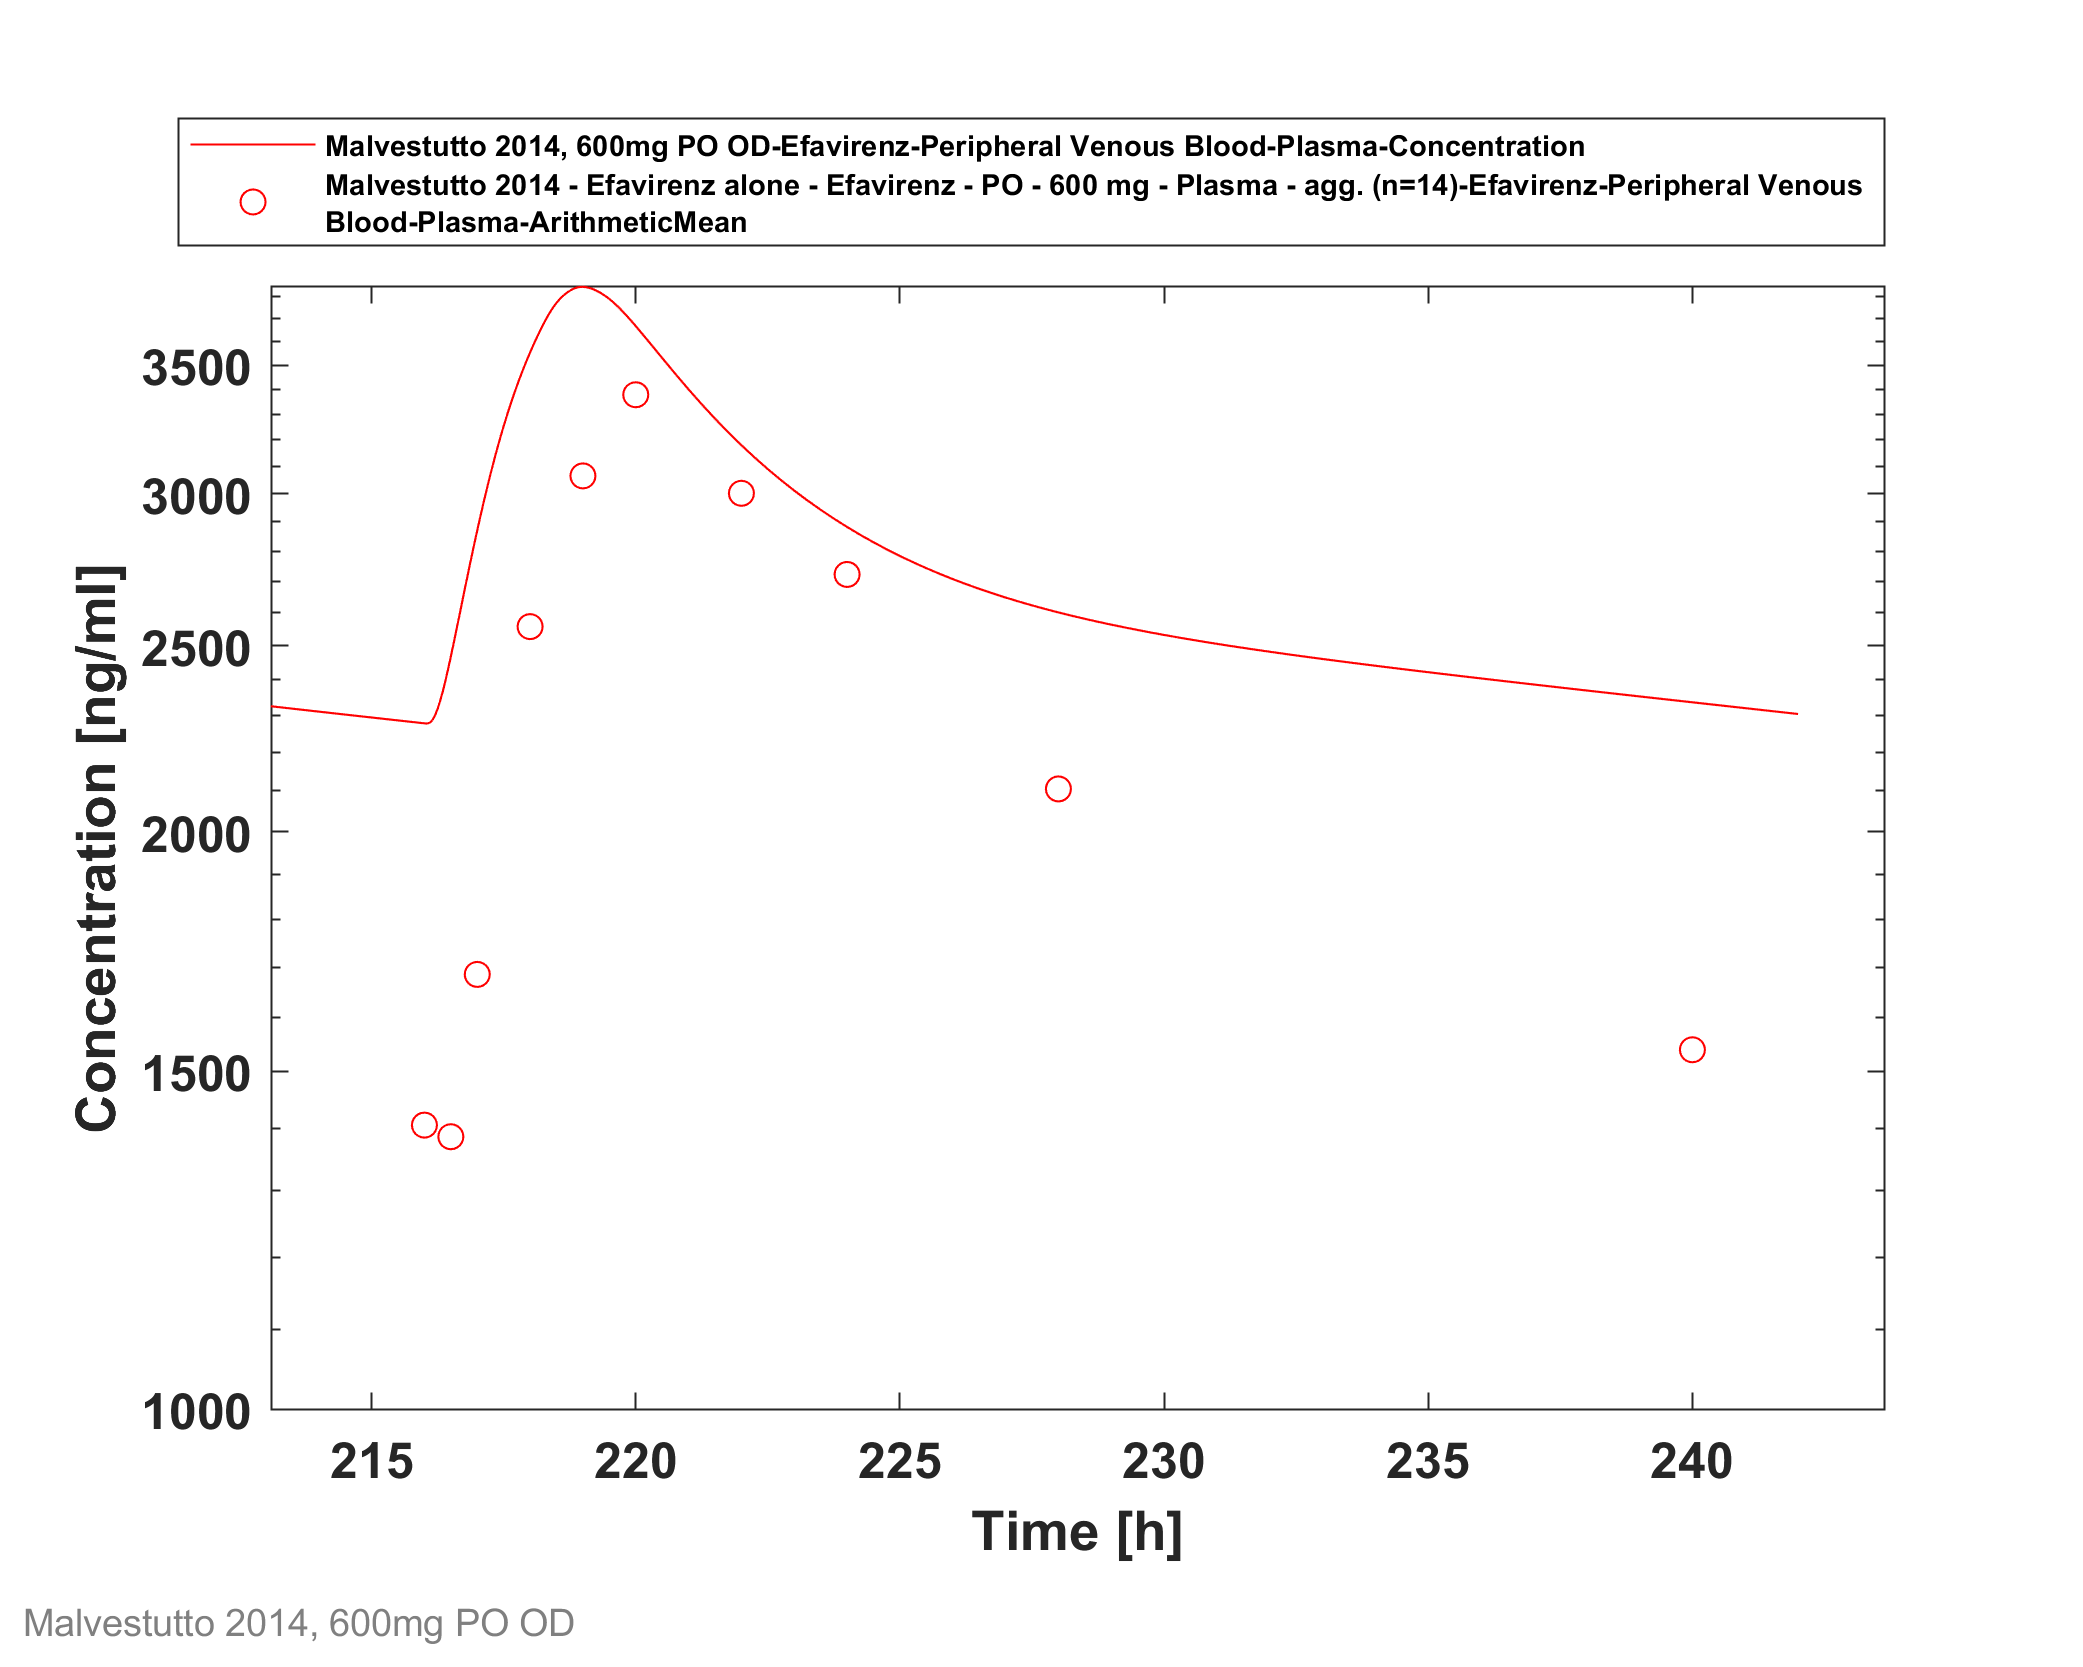 Malvestutto 2014, 600mg PO OD-Efavirenz-Peripheral Venous Blood-Plasma-Concentration
Malvestutto 2014 - Efavirenz alone - Efavirenz - PO - 600 mg - Plasma - agg. (n=14)-Efavirenz-Peripheral Venous
Blood-Plasma-ArithmeticMean
3500
3000
2500
2000
1500
1000
Concentration [ng/ml]
215 220 225 230 235 240
Time [h]
Malvestutto 2014, 600mg PO OD